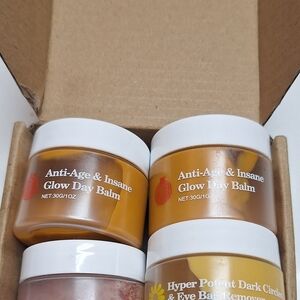 Anti-Age & Insane
Glow Day Balm
NET:30G/1OZ
Anti-Age & Insane
Glow Day Balm
NET:30G/1OZ
Hyper Potent Dark Circle
& Eye Bag Remover